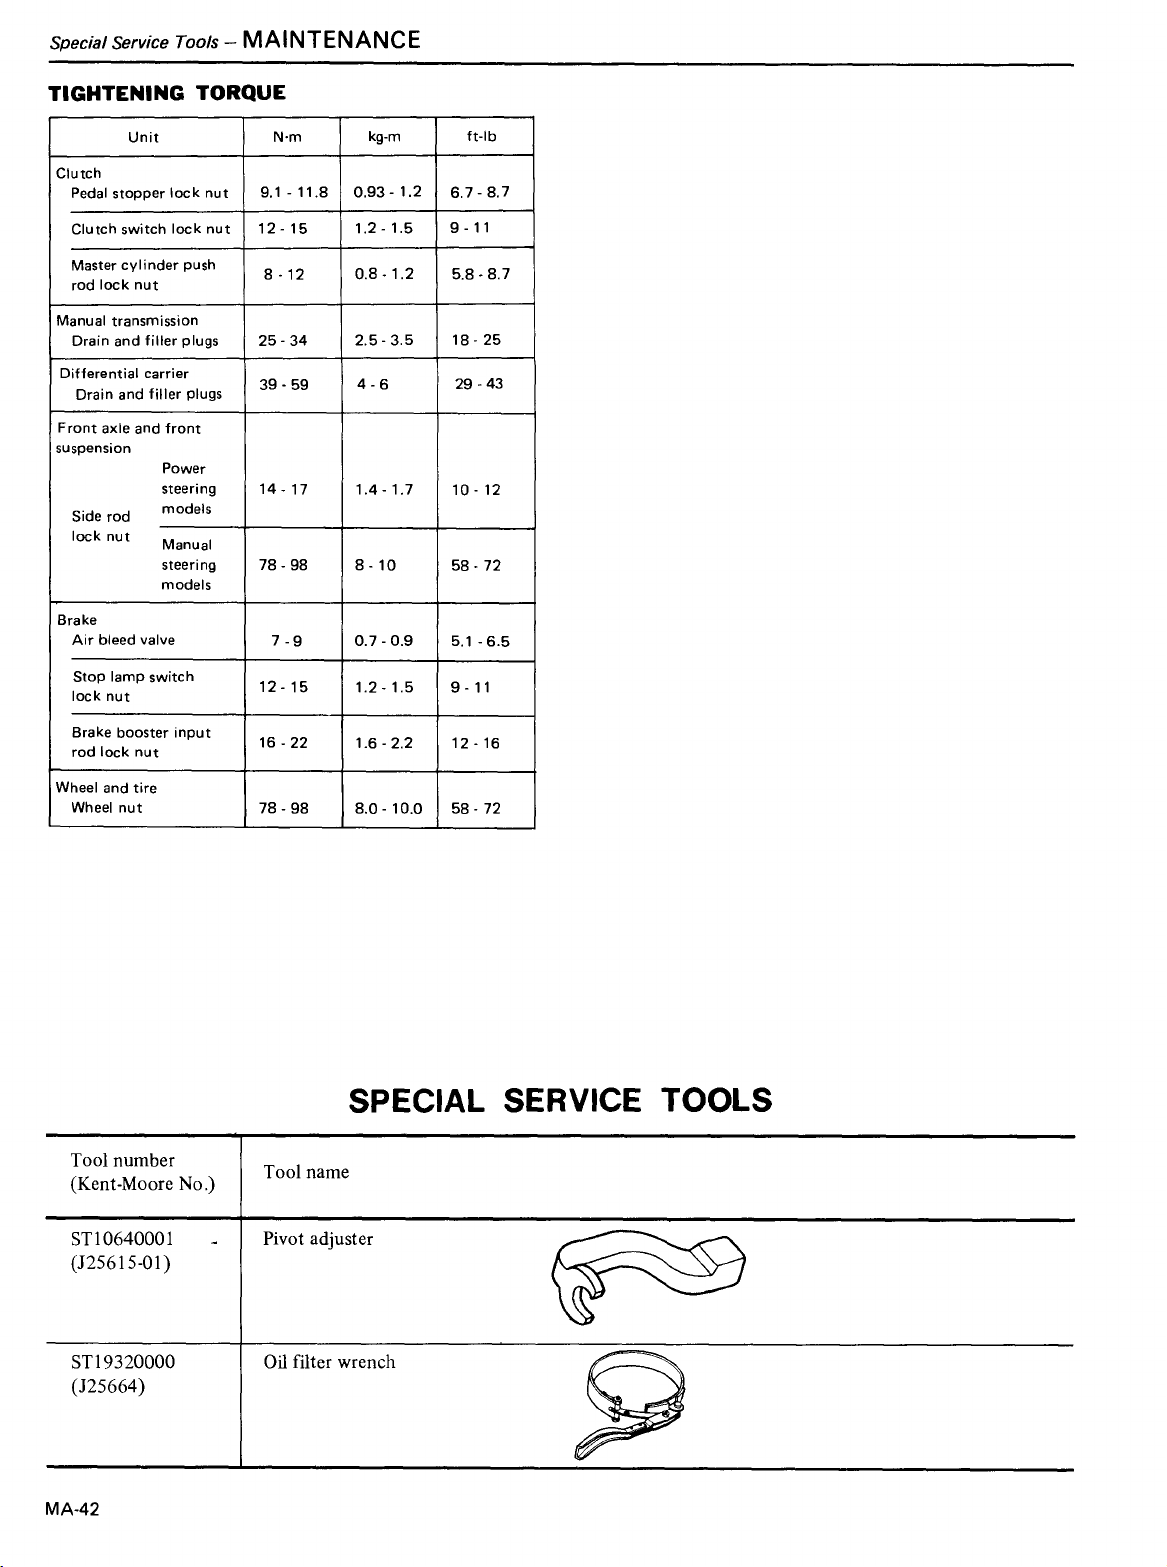 Special Service Tools – MAINTENANCE
TIGHTENING TORQUE
Unit N·m kg-m ft-lb
Clutch
Pedal stopper lock nut 9.1 - 11.8 0.93 - 1.2 6.7 - 8.7
Clutch switch lock nut 12 - 15 1.2 - 1.5 9 - 11
Master cylinder push
rod lock nut 8 - 12 0.8 - 1.2 5.8 - 8.7
Manual transmission
Drain and filler plugs 25 - 34 2.5 - 3.5 18 - 25
Differential carrier
Drain and filler plugs 39 - 59 4 - 6 29 - 43
Front axle and front
suspension
Side rod
lock nut
Power
steering
models 14 - 17 1.4 - 1.7 10 - 12
Manual
steering
models 78 - 98 8 - 10 58 - 72
Brake
Air bleed valve 7 - 9 0.7 - 0.9 5.1 - 6.5
Stop lamp switch
lock nut 12 - 15 1.2 - 1.5 9 - 11
Brake booster input
rod lock nut 16 - 22 1.6 - 2.2 12 - 16
Wheel and tire
Wheel nut 78 - 98 8.0 - 10.0 58 - 72
SPECIAL SERVICE TOOLS
Tool number
(Kent-Moore No.) Tool name
ST10640001 - Pivot adjuster
(J25615-01)
ST19320000 Oil filter wrench
(J25664)
MA-42